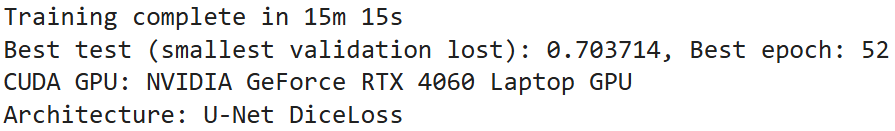 Training complete in 15m 15s
Best test (smallest validation lost): 0.703714, Best epoch: 52
CUDA GPU: NVIDIA GeForce RTX 4060 Laptop GPU
Architecture: U-Net DiceLoss